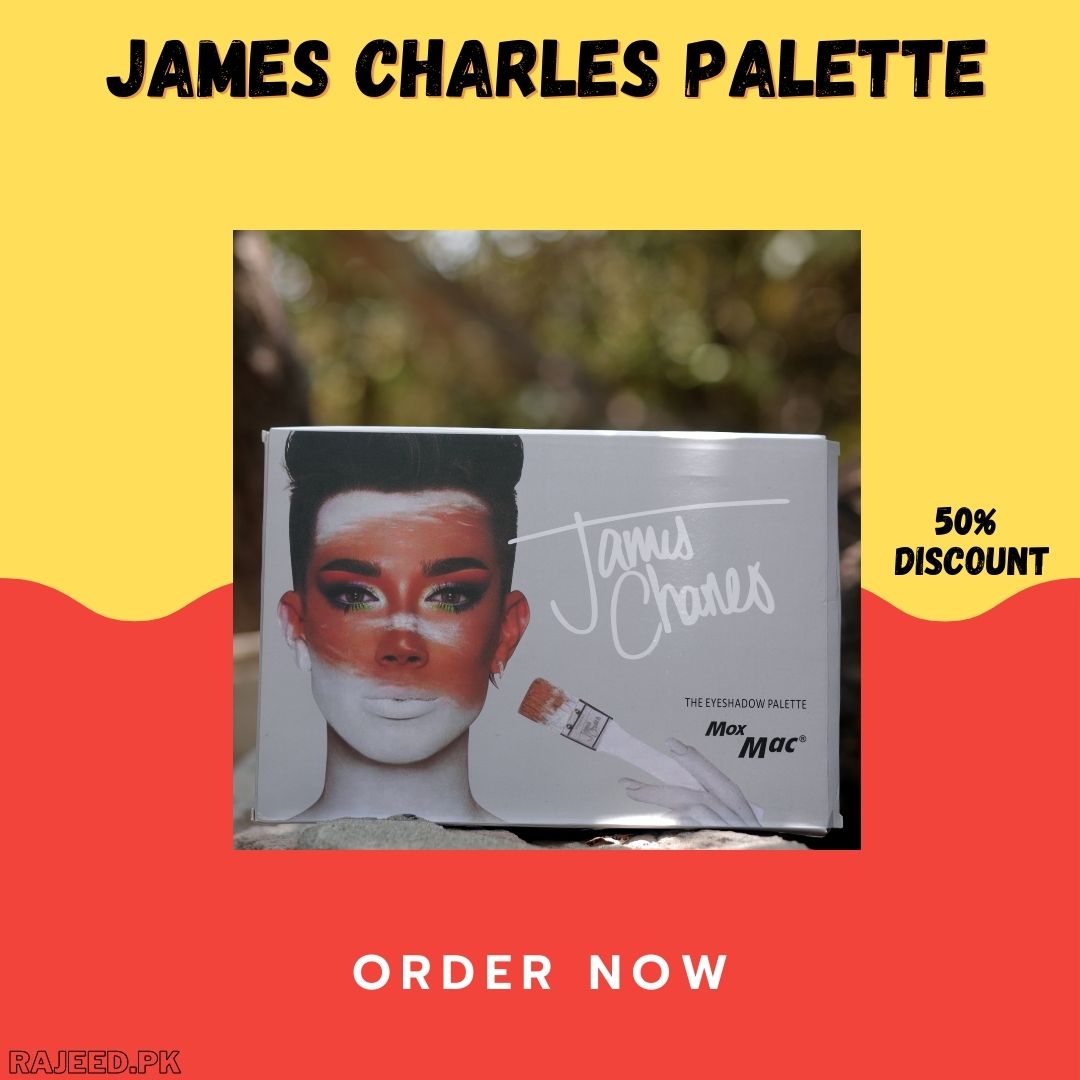 JAMES CHARLES PALETTE
James
Charles
50%
DISCOUNT
THE EYESHADOW PALETTE
Mox
Mac®
ORDER NOW
RAJEED.PK